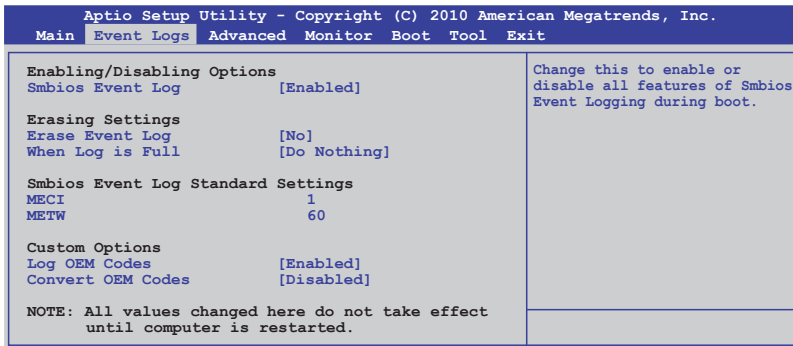 Aptio Setup Utility - Copyright (C) 2010 American Megatrends, Inc.
Main Event Logs Advanced Monitor Boot Tool Exit
Enabling/Disabling Options
Smbios Event Log [Enabled]
Erasing Settings
Erase Event Log [No]
When Log is Full [Do Nothing]
Smbios Event Log Standard Settings
MECI 1
METW 60
Custom Options
Log OEM Codes [Enabled]
Convert OEM Codes [Disabled]
NOTE: All values changed here do not take effect
until computer is restarted.
Change this to enable or
disable all features of Smbios
Event Logging during boot.